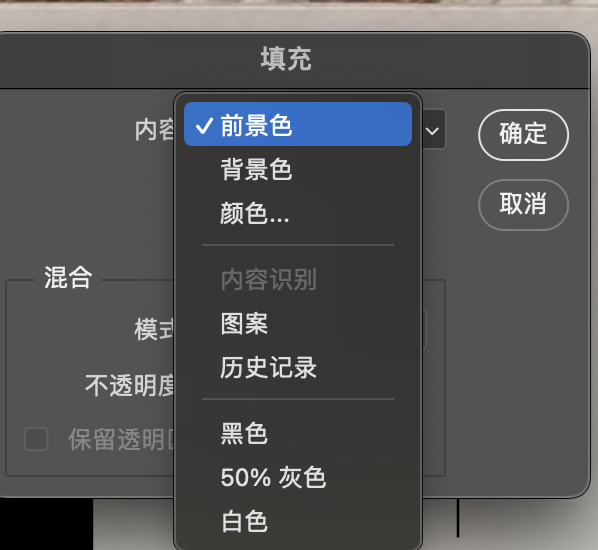 填充
内容
前景色
背景色
颜色...
确定
取消
混合
内容识别
模式
图案
历史记录
不透明度
保留透明
黑色
50% 灰色
白色